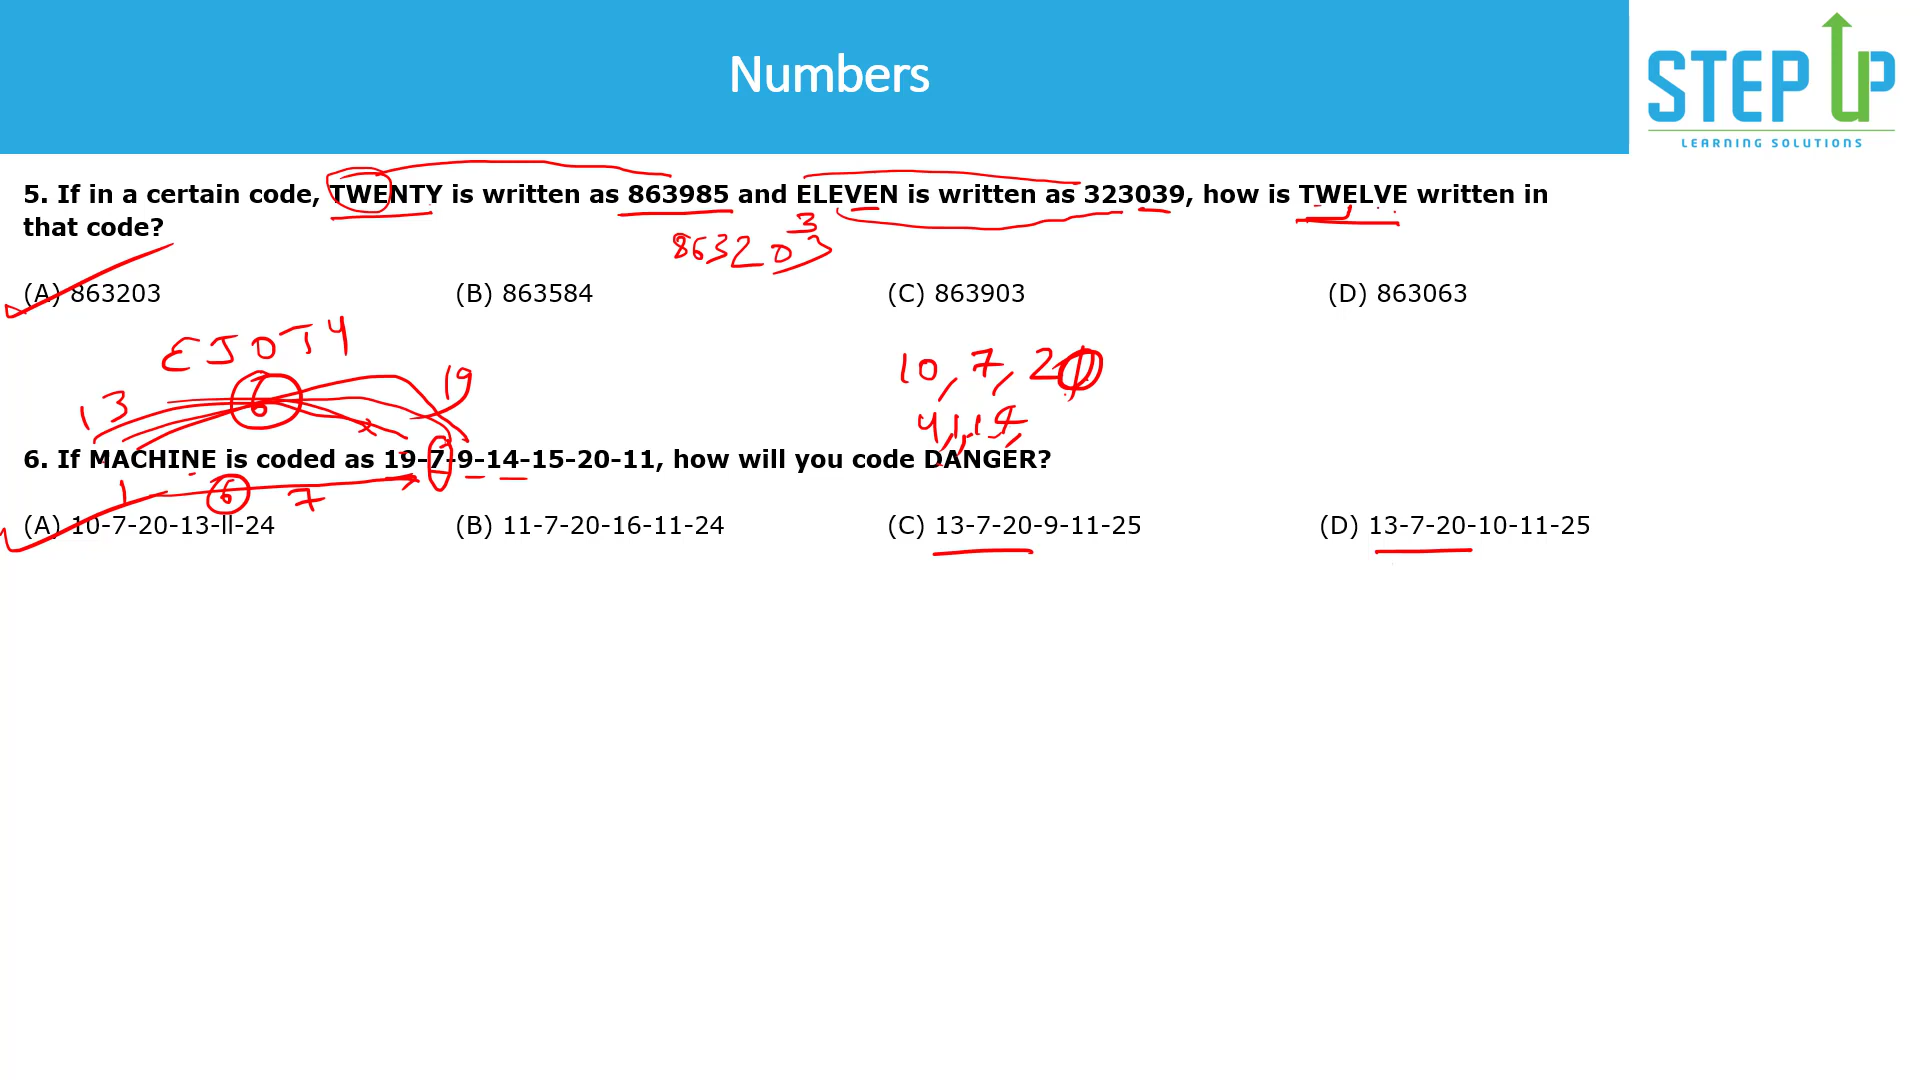 Numbers
STEP UP
LEARNING SOLUTIONS
5. If in a certain code, TWENTY is written as 863985 and ELEVEN is written as 323039, how is TWELVE written in
that code?
3
863203
(A) 863203 (B) 863584 (C) 863903 (D) 863063
EJOTY
10, 7, 20
13 6 19
4, 1, 14
6. If MACHINE is coded as 19-7-9-14-15-20-11, how will you code DANGER?
1 6 7
(A) 10-7-20-13-ll-24 (B) 11-7-20-16-11-24 (C) 13-7-20-9-11-25 (D) 13-7-20-10-11-25